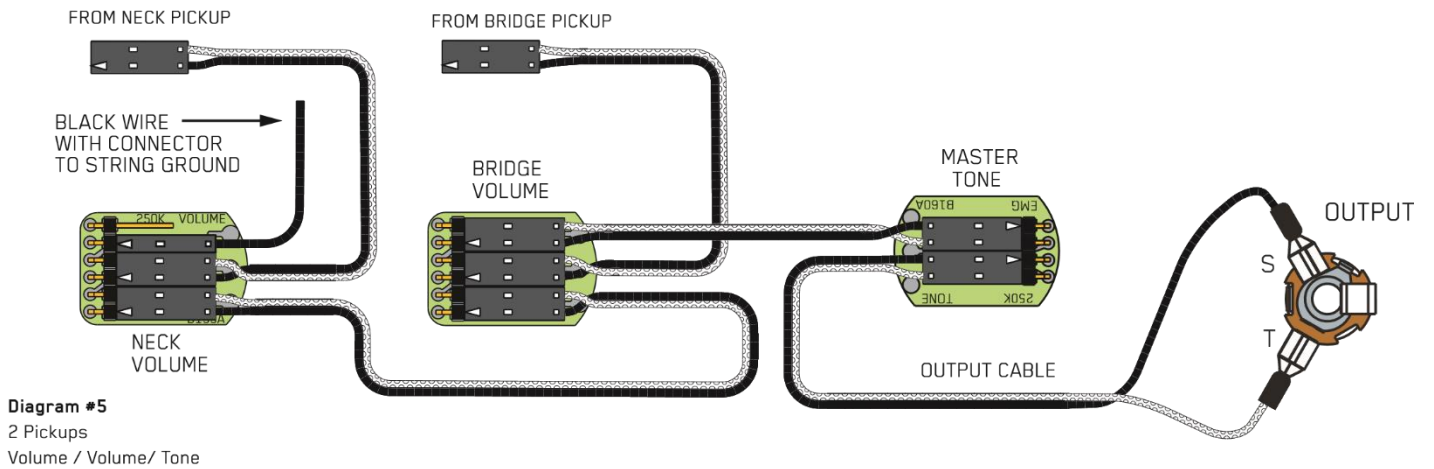 FROM NECK PICKUP
FROM BRIDGE PICKUP
BLACK WIRE
WITH CONNECTOR
TO STRING GROUND
250K VOLUME
NECK
VOLUME
BRIDGE
VOLUME
MASTER
TONE
B160A
EMG
TONE
250K
OUTPUT
S
T
OUTPUT CABLE
Diagram #5
2 Pickups
Volume / Volume/ Tone